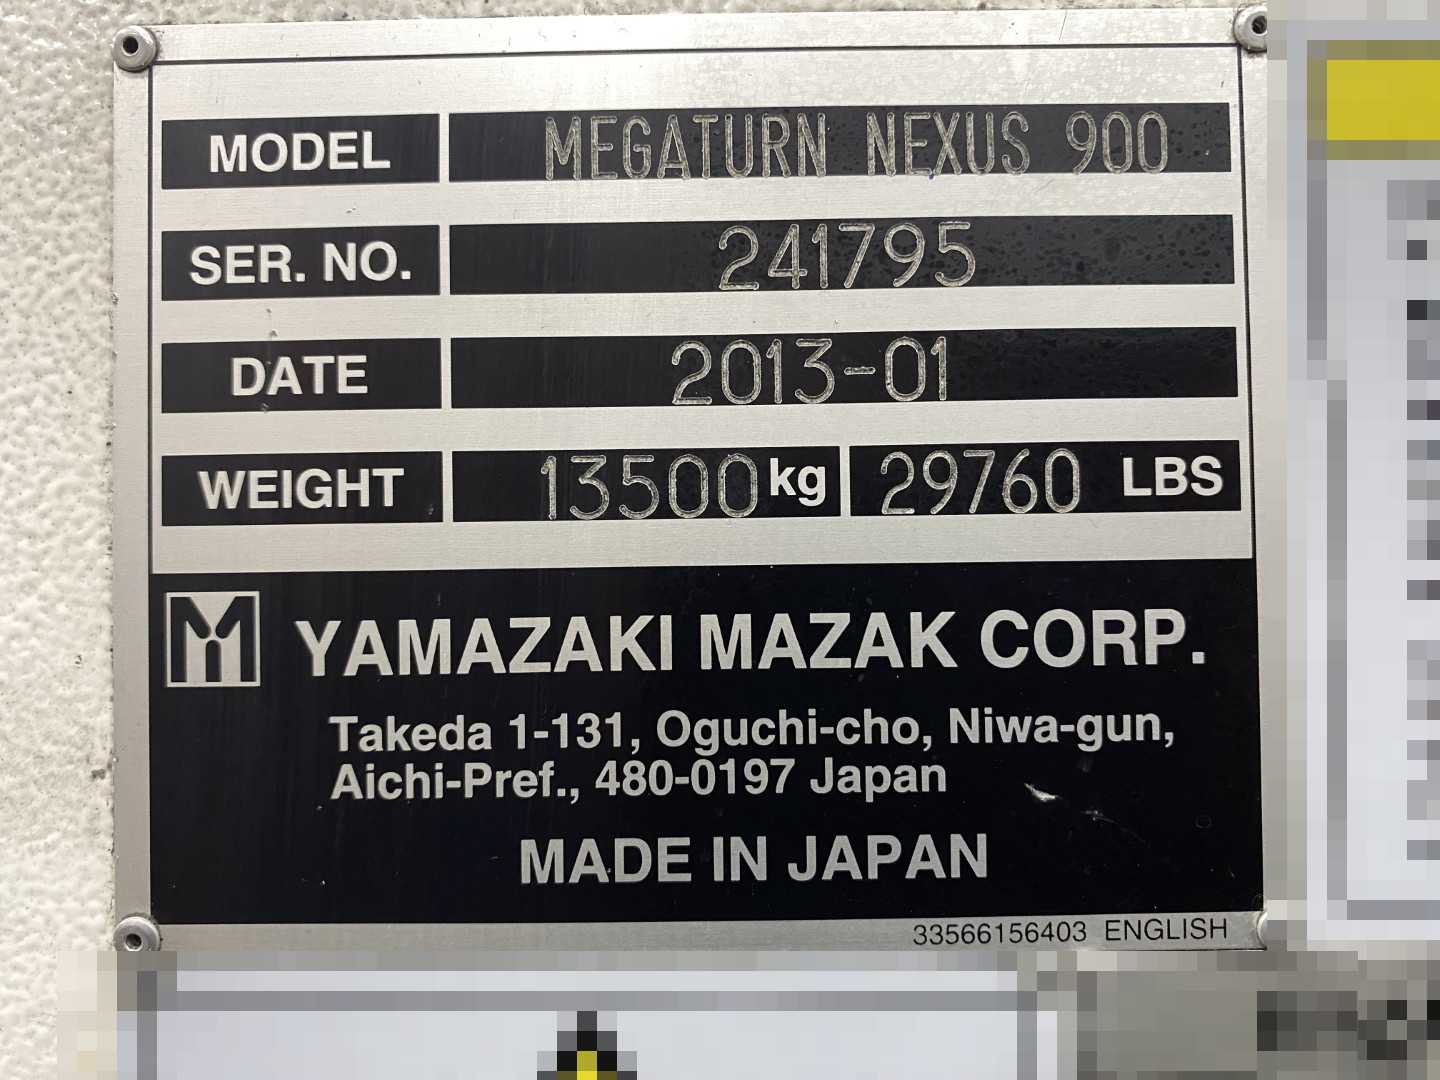 MODEL MEGATURN NEXUS 900
SER. NO. 241795
DATE 2013-01
WEIGHT 13500 kg 29760 LBS
YAMAZAKI MAZAK CORP.
Takeda 1-131, Oguchi-cho, Niwa-gun,
Aichi-Pref., 480-0197 Japan
MADE IN JAPAN
33566156403 ENGLISH